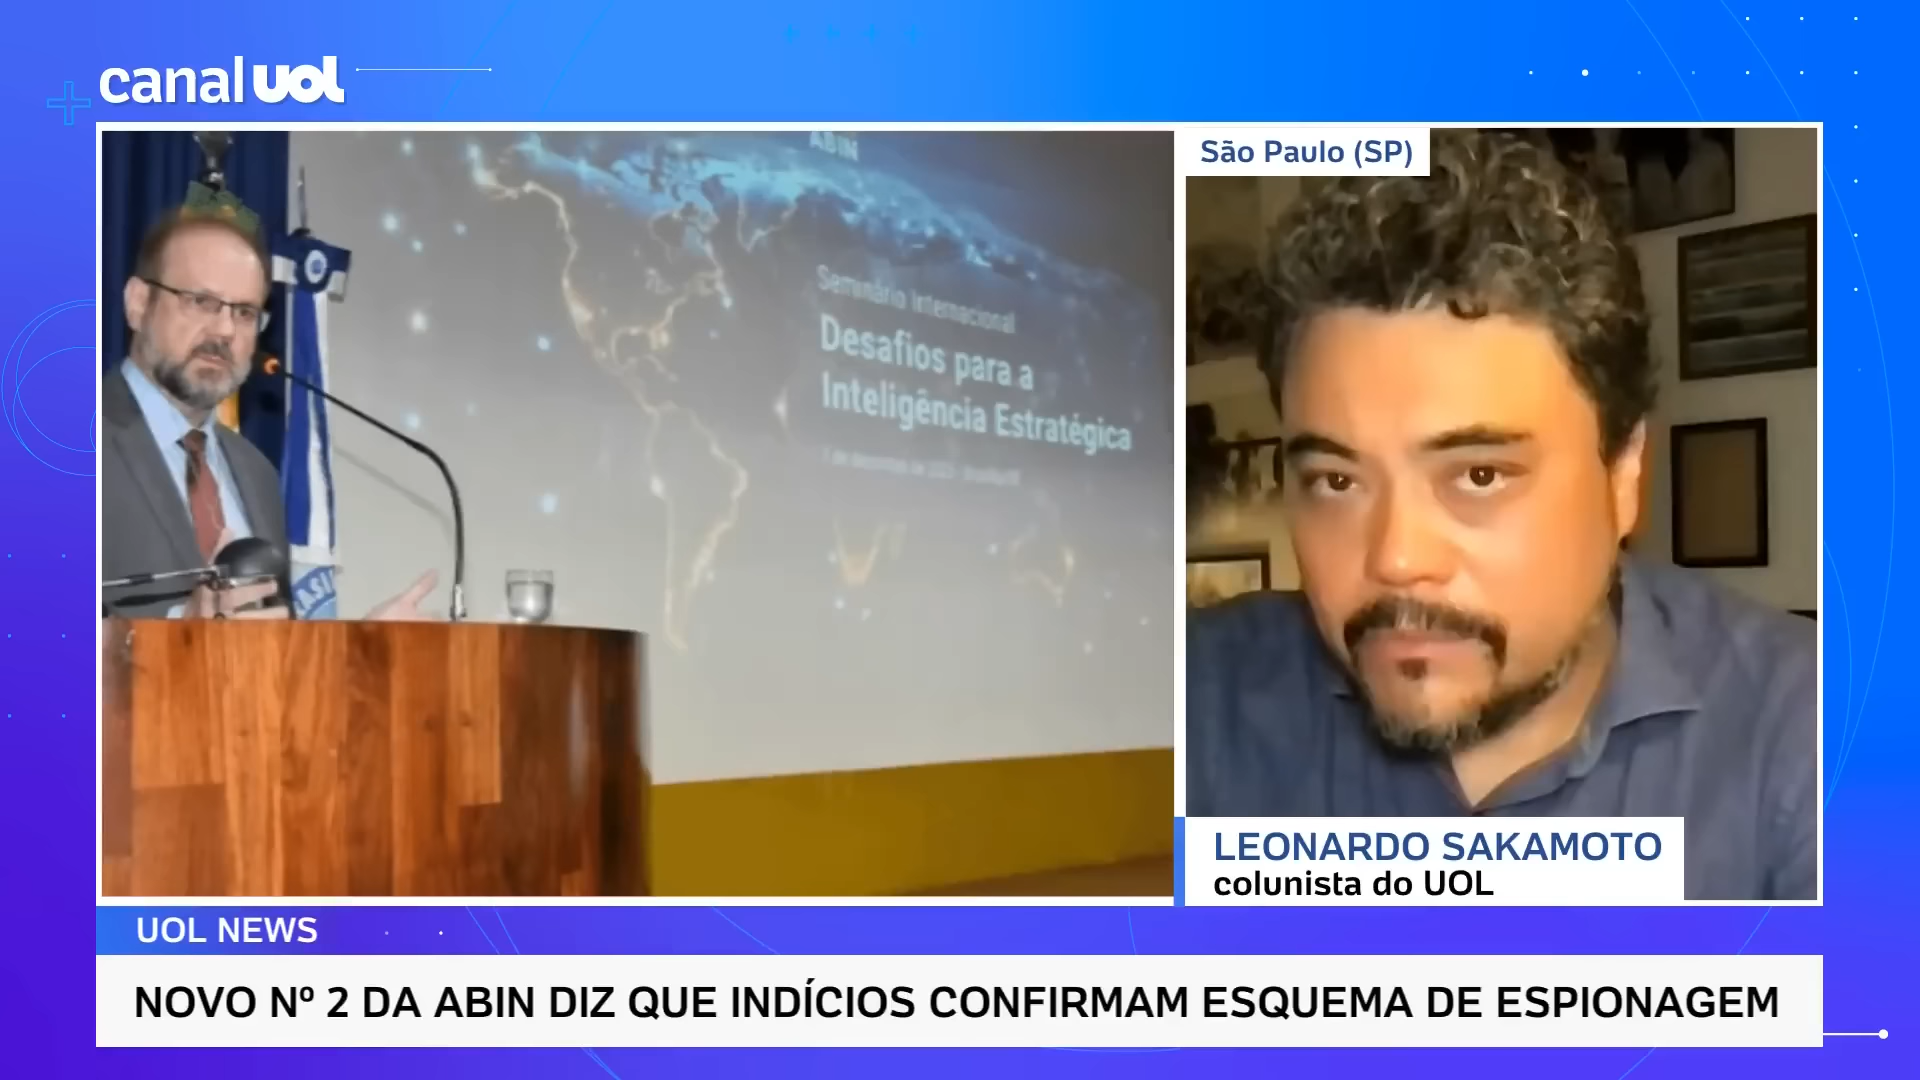 canal uol
ABIN
Seminário Internacional
Desafios para a
Inteligência Estratégica
São Paulo (SP)
LEONARDO SAKAMOTO
colunista do UOL
UOL NEWS
NOVO Nº 2 DA ABIN DIZ QUE INDÍCIOS CONFIRMAM ESQUEMA DE ESPIONAGEM